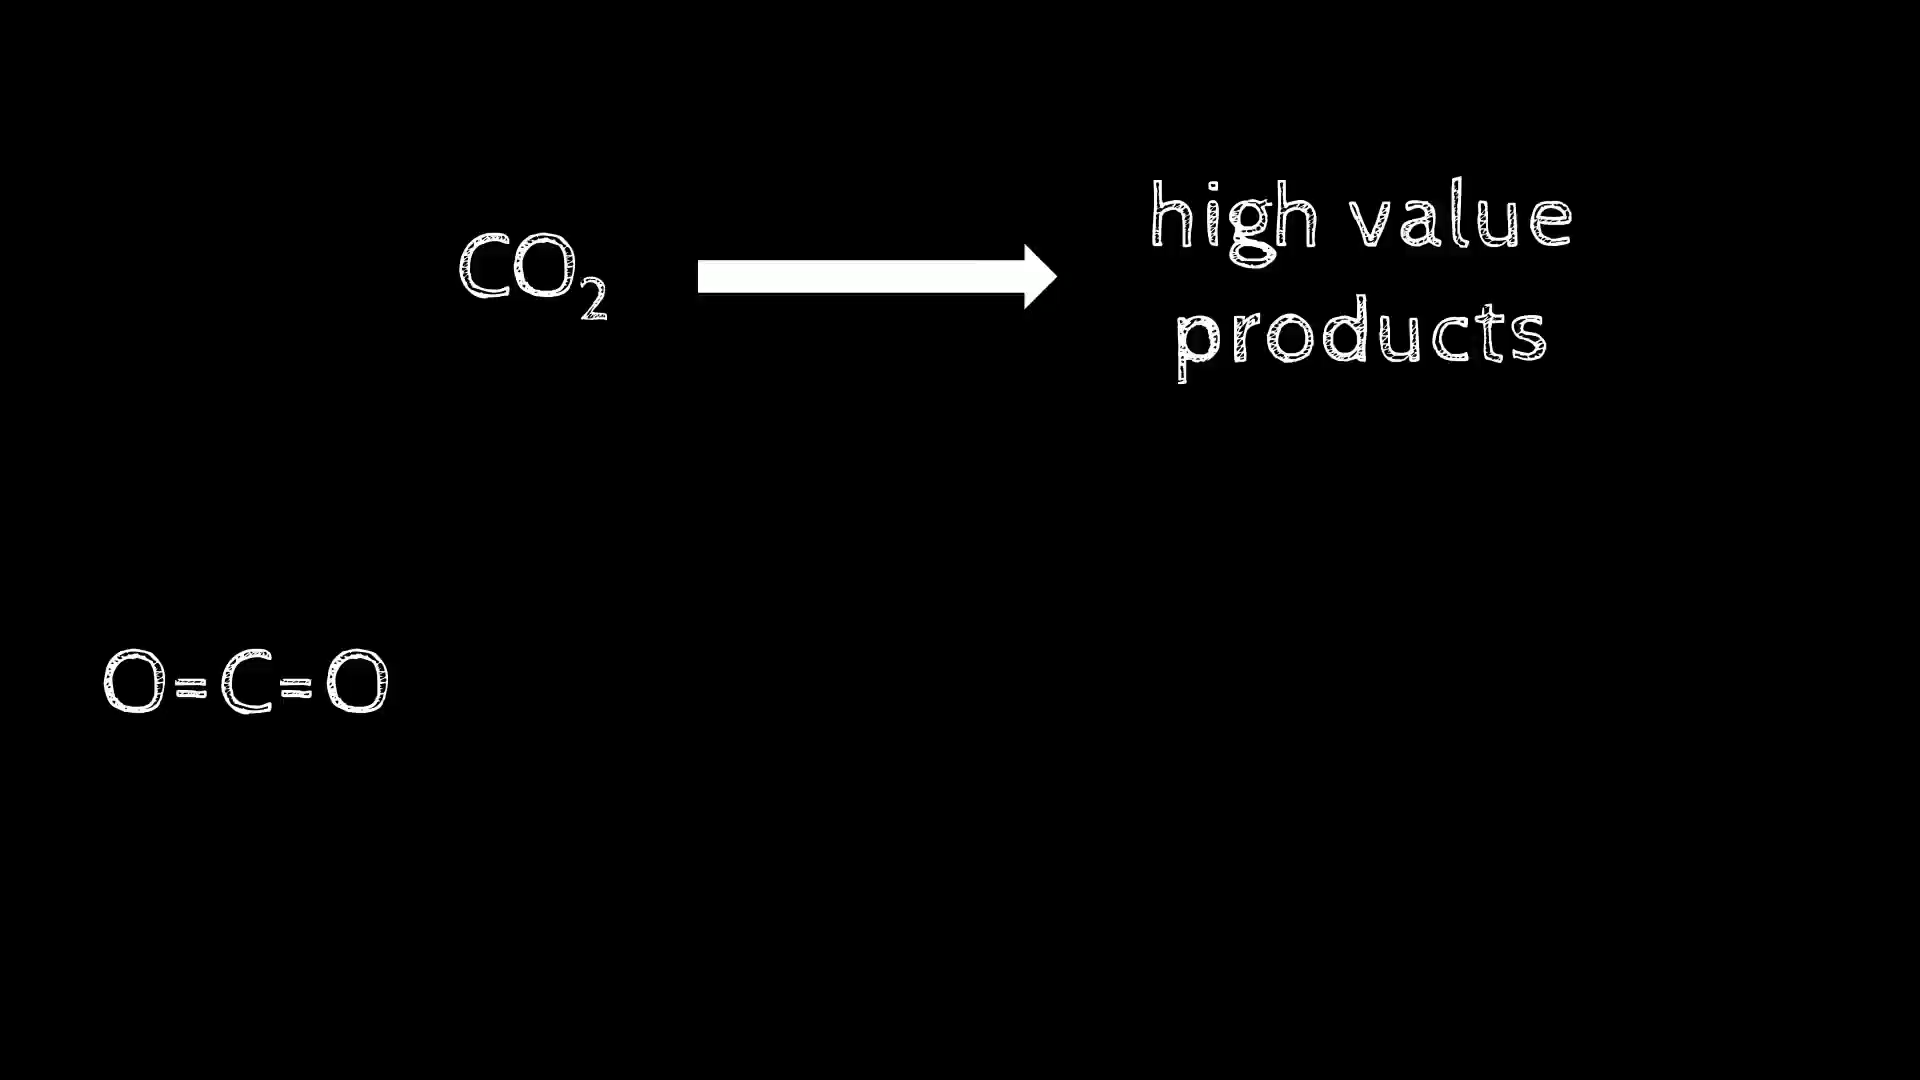 high value
CO₂
products
O=C=O